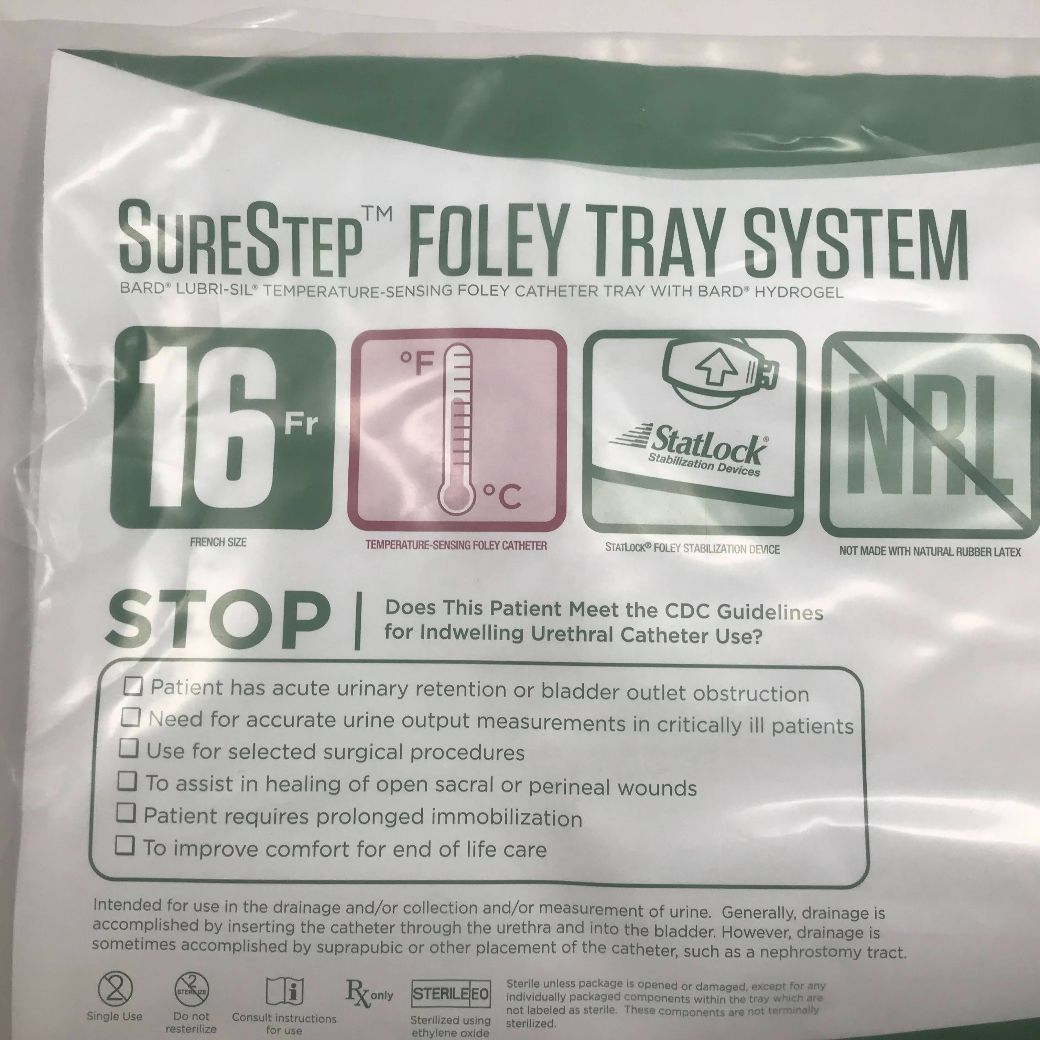 SURESTEP™ FOLEY TRAY SYSTEM
BARD® LUBRI-SIL® TEMPERATURE-SENSING FOLEY CATHETER TRAY WITH BARD® HYDROGEL
16 Fr
°F
°C
StatLock®
Stabilization Devices
NRL
FRENCH SIZE
TEMPERATURE-SENSING FOLEY CATHETER
STATLOCK® FOLEY STABILIZATION DEVICE
NOT MADE WITH NATURAL RUBBER LATEX
STOP
Does This Patient Meet the CDC Guidelines
for Indwelling Urethral Catheter Use?
Patient has acute urinary retention or bladder outlet obstruction
Need for accurate urine output measurements in critically ill patients
Use for selected surgical procedures
To assist in healing of open sacral or perineal wounds
Patient requires prolonged immobilization
To improve comfort for end of life care
Intended for use in the drainage and/or collection and/or measurement of urine. Generally, drainage is
accomplished by inserting the catheter through the urethra and into the bladder. However, drainage is
sometimes accomplished by suprapubic or other placement of the catheter, such as a nephrostomy tract.
2
Single Use
2
STERILIZE
Do not
resterilize
i
Consult instructions
for use
Rx only
STERILE EO
Sterilized using
ethylene oxide
Sterile unless package is opened or damaged, except for any
individually packaged components within the tray which are
not labeled as sterile. These components are not terminally
sterilized.